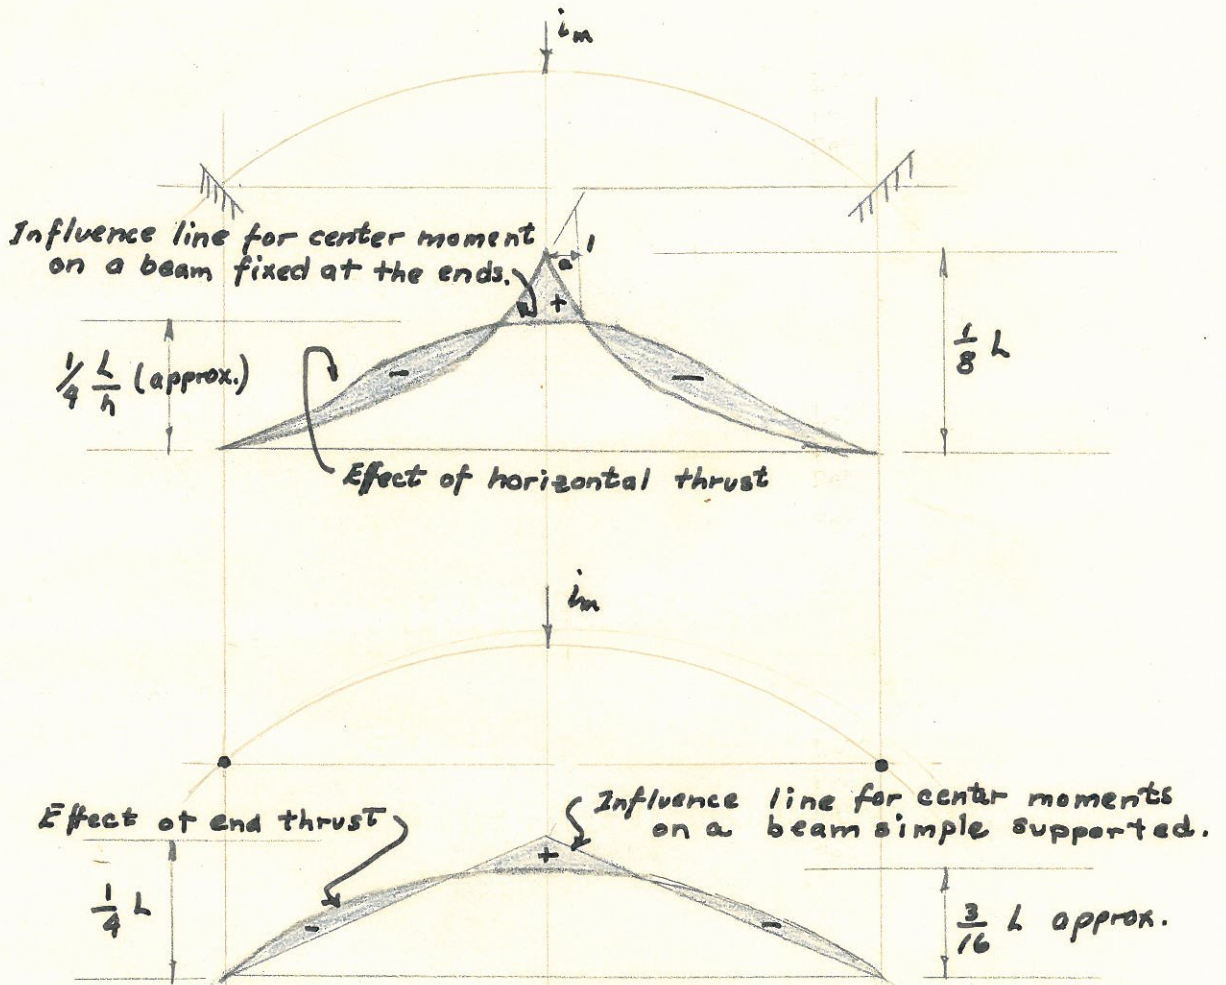 im
Influence line for center moment
on a beam fixed at the ends.
a
1
+
1/4 L/h (approx.)
-
-
1/8 L
Effect of horizontal thrust
im
Effect of end thrust
Influence line for center moments
on a beam simple supported.
+
1/4 L
-
-
3/16 L approx.